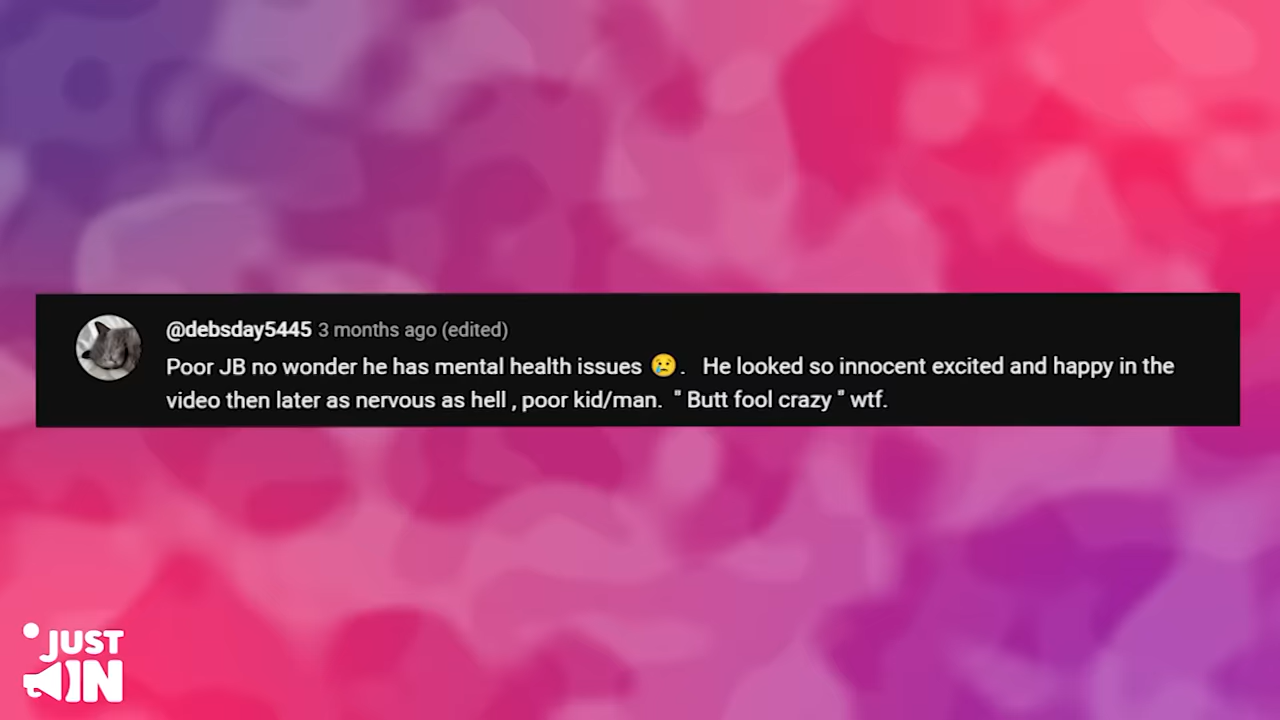 @debsday5445 3 months ago (edited)
Poor JB no wonder he has mental health issues 😢. He looked so innocent excited and happy in the
video then later as nervous as hell , poor kid/man. " Butt fool crazy " wtf.
JUST
IN